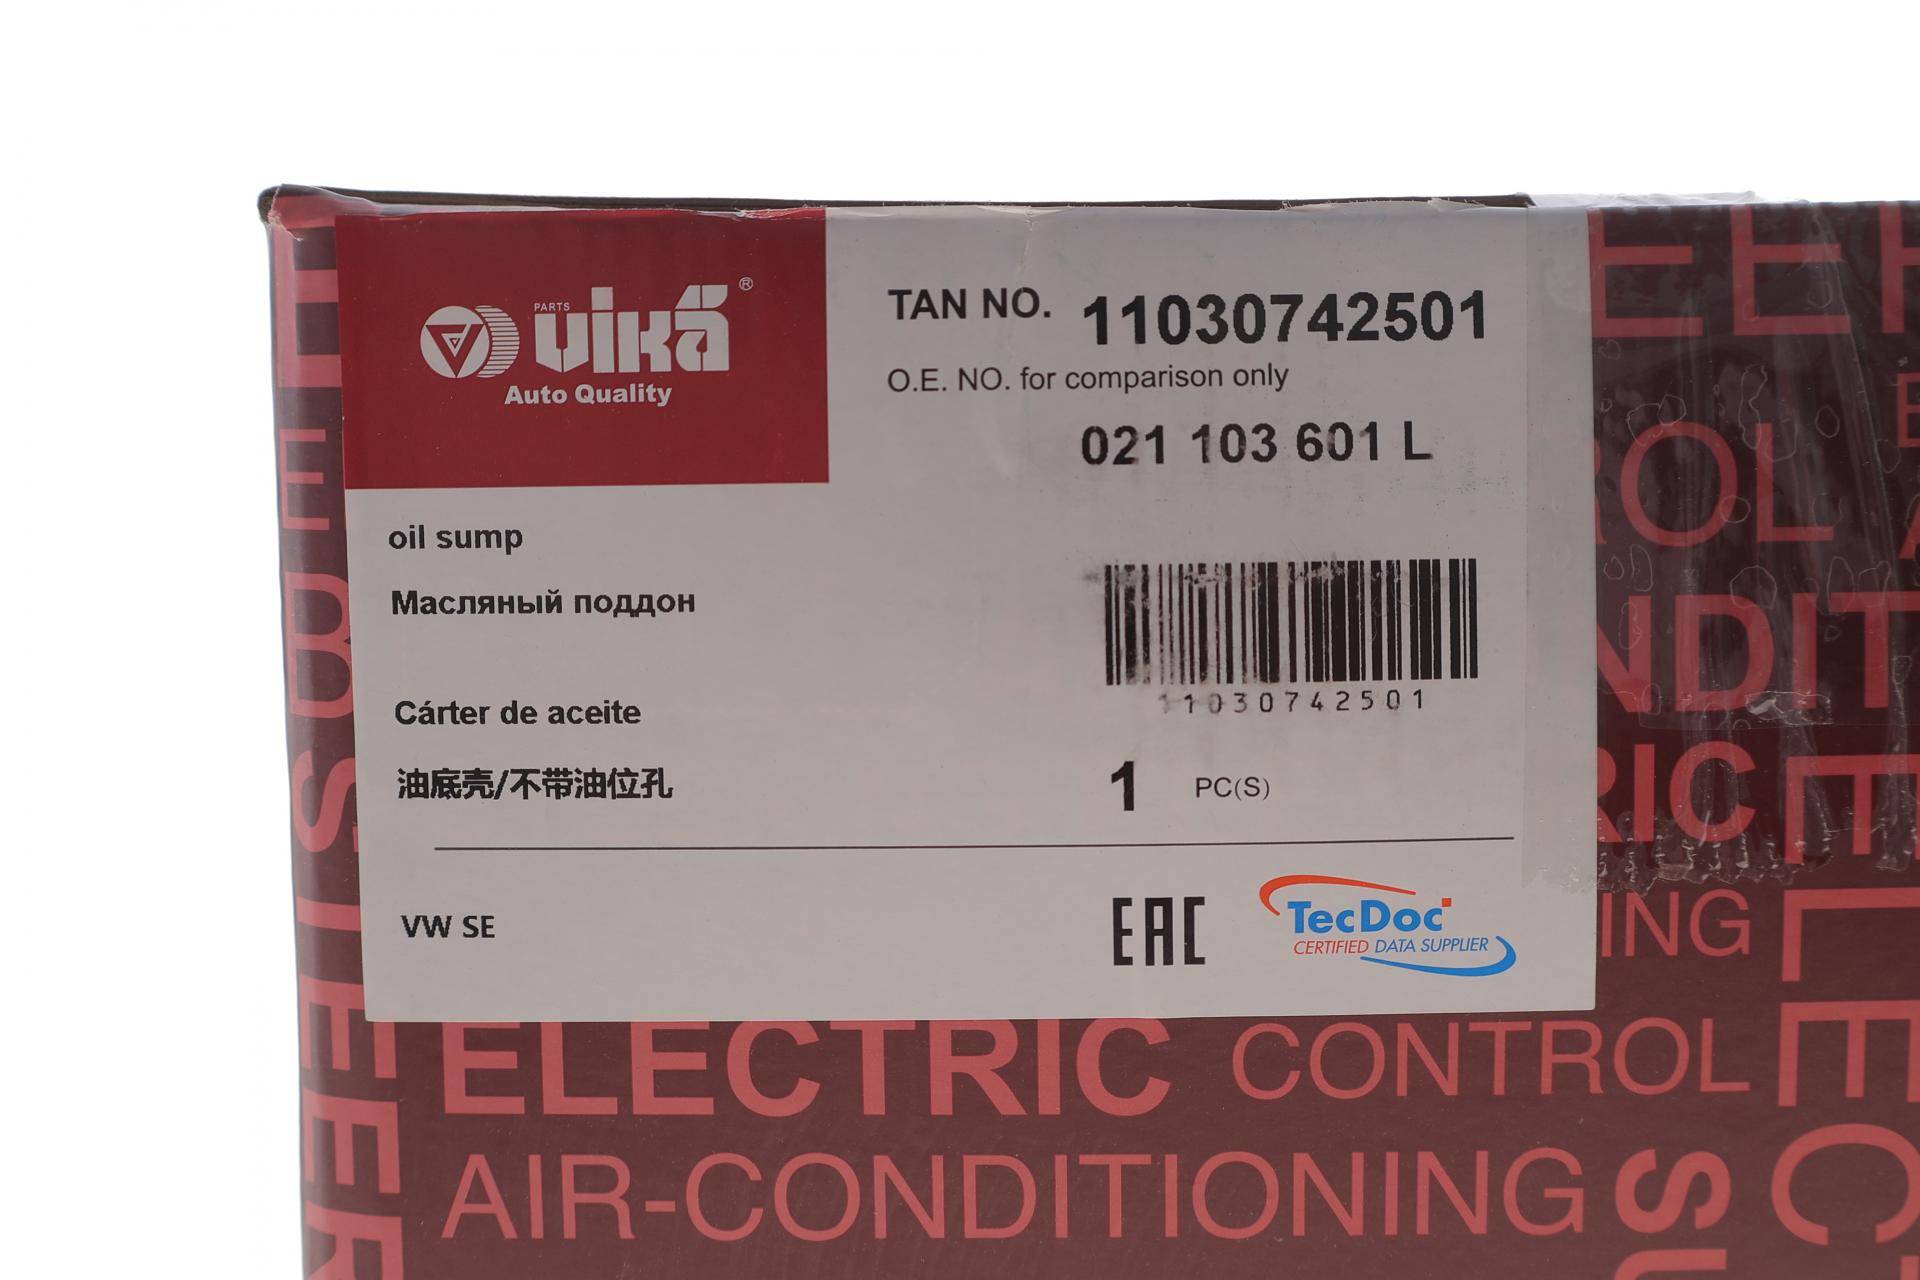 PARTS
vika®
Auto Quality
TAN NO. 11030742501
O.E. NO. for comparison only
021 103 601 L
oil sump
Масляный поддон
Cárter de aceite
油底壳/不带油位孔
11030742501
1 PC(S)
VW SE
EAC
TecDoc
CERTIFIED DATA SUPPLIER
ELECTRIC CONTROL
AIR-CONDITIONING
STEER